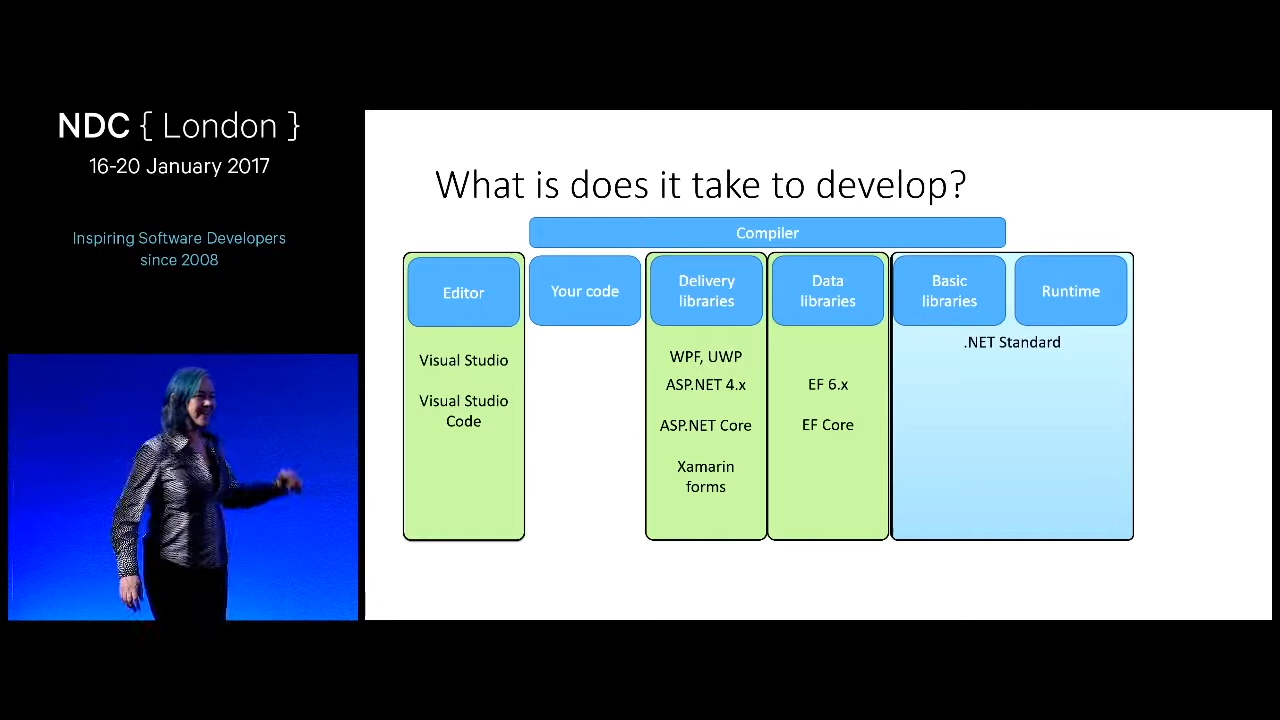 NDC { London }
16-20 January 2017
Inspiring Software Developers
since 2008
What is does it take to develop?
Compiler
Editor
Your code
Delivery
libraries
Data
libraries
Basic
libraries
Runtime
Visual Studio
Visual Studio
Code
WPF, UWP
ASP.NET 4.x
ASP.NET Core
Xamarin
forms
EF 6.x
EF Core
.NET Standard